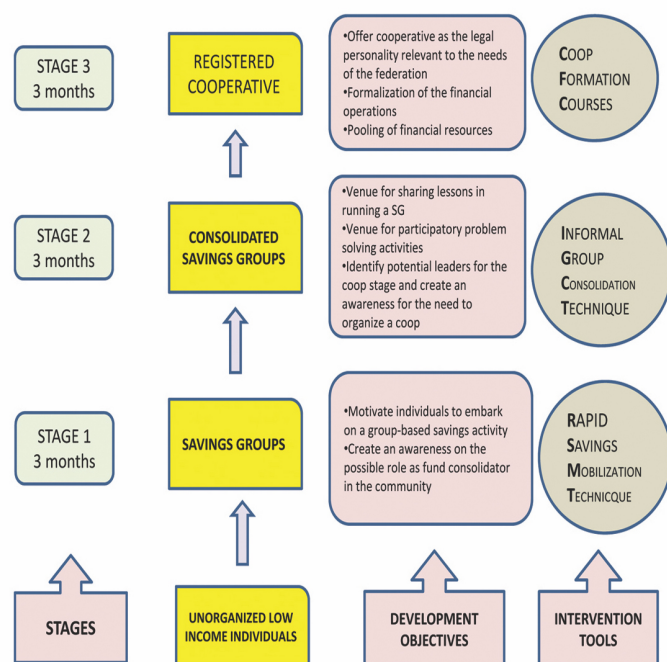 STAGE 3
3 months
REGISTERED
COOPERATIVE
•Offer cooperative as the legal
personality relevant to the needs
of the federation
•Formalization of the financial
operations
•Pooling of financial resources
COOP
FORMATION
COURSES
STAGE 2
3 months
CONSOLIDATED
SAVINGS GROUPS
•Venue for sharing lessons in
running a SG
•Venue for participatory problem
solving activities
•Identify potential leaders for the
coop stage and create an
awareness for the need to
organize a coop
INFORMAL
GROUP
CONSOLIDATION
TECHNIQUE
STAGE 1
3 months
SAVINGS GROUPS
•Motivate individuals to embark
on a group-based savings activity
•Create an awareness on the
possible role as fund consolidator
in the community
RAPID
SAVINGS
MOBILIZATION
TECHNICQUE
STAGES
UNORGANIZED LOW
INCOME INDIVIDUALS
DEVELOPMENT
OBJECTIVES
INTERVENTION
TOOLS